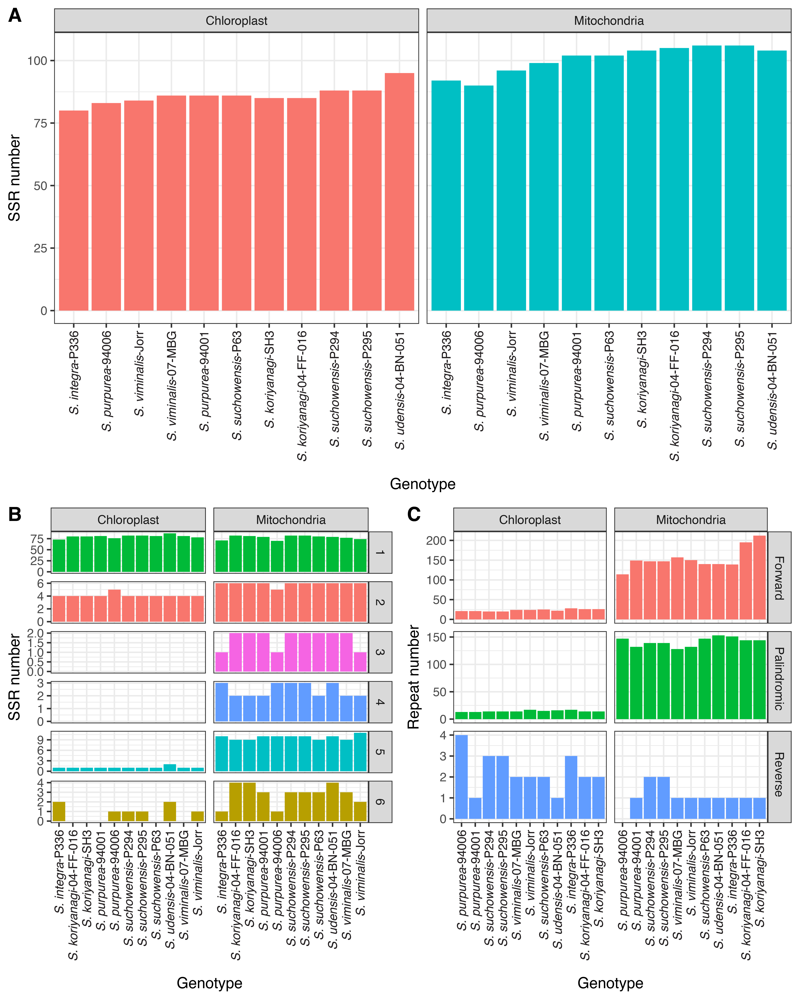 A
Chloroplast
Mitochondria
SSR number
100
75
50
25
0
S. integra-P336
S. purpurea-94006
S. viminalis-Jorr
S. viminalis-07-MBG
S. purpurea-94001
S. suchowensis-P63
S. koriyanagi-SH3
S. koriyanagi-04-FF-016
S. suchowensis-P294
S. suchowensis-P295
S. udensis-04-BN-051
S. integra-P336
S. purpurea-94006
S. viminalis-Jorr
S. viminalis-07-MBG
S. purpurea-94001
S. suchowensis-P63
S. koriyanagi-SH3
S. koriyanagi-04-FF-016
S. suchowensis-P294
S. suchowensis-P295
S. udensis-04-BN-051
Genotype
B
Chloroplast
Mitochondria
SSR number
75
50
25
0
1
6
4
2
0
2
2.0
1.5
1.0
0.5
0.0
3
3
2
1
0
4
9
6
3
0
5
4
3
2
1
0
6
S. integra-P336
S. koriyanagi-04-FF-016
S. koriyanagi-SH3
S. purpurea-94001
S. purpurea-94006
S. suchowensis-P294
S. suchowensis-P295
S. suchowensis-P63
S. udensis-04-BN-051
S. viminalis-07-MBG
S. viminalis-Jorr
S. integra-P336
S. koriyanagi-04-FF-016
S. koriyanagi-SH3
S. purpurea-94001
S. purpurea-94006
S. suchowensis-P294
S. suchowensis-P295
S. suchowensis-P63
S. udensis-04-BN-051
S. viminalis-07-MBG
S. viminalis-Jorr
Genotype
C
Chloroplast
Mitochondria
Repeat number
200
150
100
50
0
Forward
150
100
50
0
Palindromic
4
3
2
1
0
Reverse
S. purpurea-94006
S. purpurea-94001
S. suchowensis-P294
S. suchowensis-P295
S. viminalis-07-MBG
S. viminalis-Jorr
S. suchowensis-P63
S. udensis-04-BN-051
S. integra-P336
S. koriyanagi-04-FF-016
S. koriyanagi-SH3
S. purpurea-94006
S. purpurea-94001
S. suchowensis-P294
S. suchowensis-P295
S. viminalis-07-MBG
S. viminalis-Jorr
S. suchowensis-P63
S. udensis-04-BN-051
S. integra-P336
S. koriyanagi-04-FF-016
S. koriyanagi-SH3
Genotype